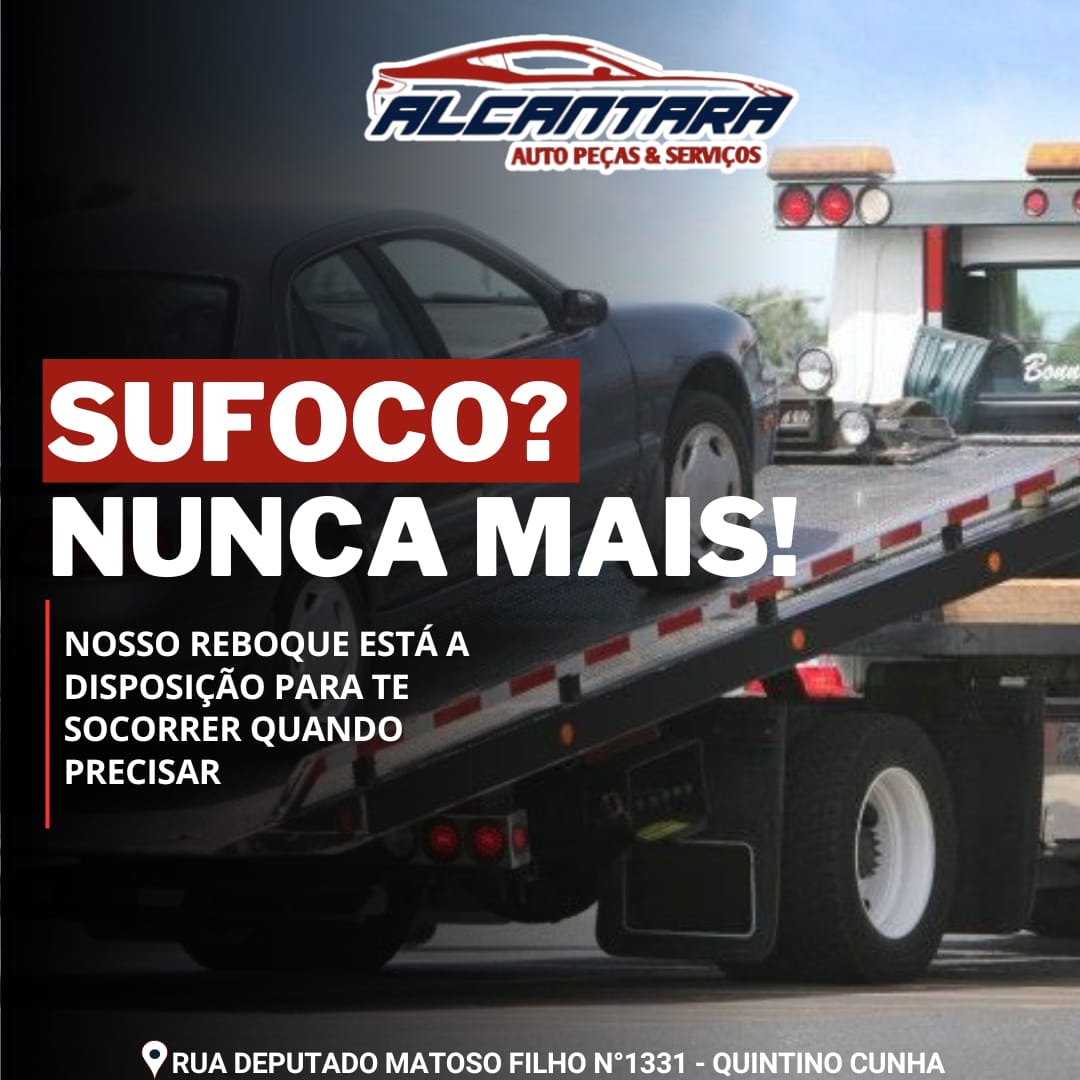 ALCANTARA
AUTO PEÇAS & SERVIÇOS
SUFOCO?
NUNCA MAIS!
NOSSO REBOQUE ESTÁ A
DISPOSIÇÃO PARA TE
SOCORRER QUANDO
PRECISAR
RUA DEPUTADO MATOSO FILHO N°1331 - QUINTINO CUNHA